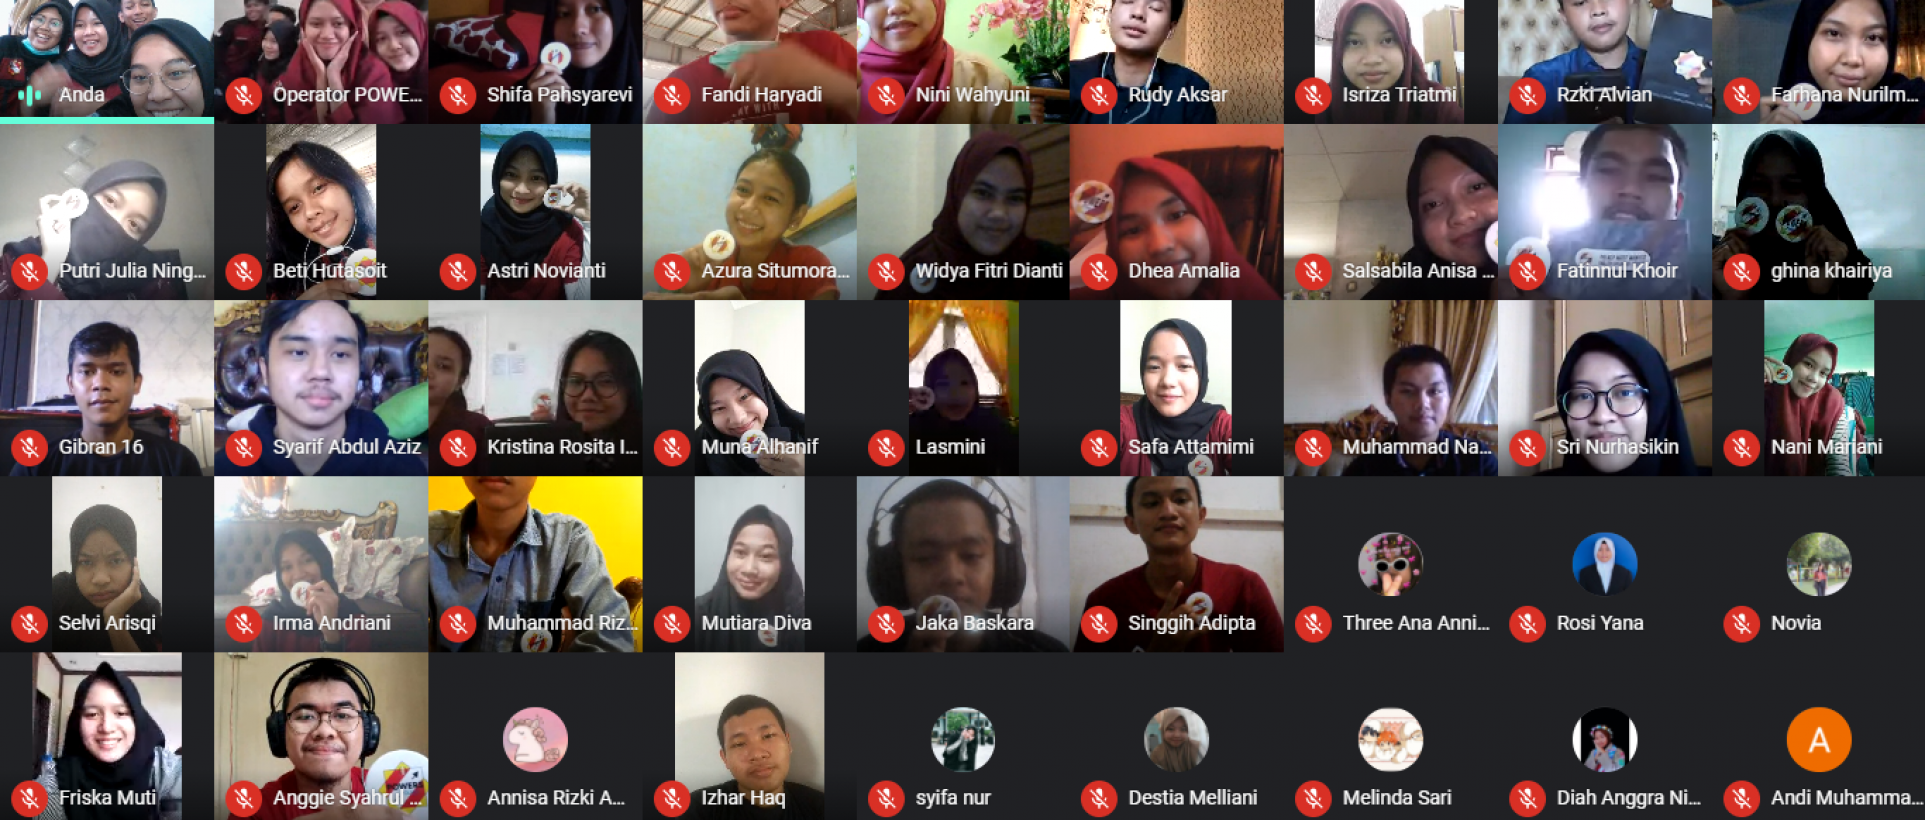 Anda
Operator POWE...
Shifa Pahsyarevi
Fandi Haryadi
Nini Wahyuni
Rudy Aksar
Isriza Triatmi
Rzki Alvian
Farhana Nurilm...
Putri Julia Ning...
Beti Hutasoit
Astri Novianti
Azura Situmora...
Widya Fitri Dianti
Dhea Amalia
Salsabila Anisa ...
Fatinnul Khoir
ghina khairiya
Gibran 16
Syarif Abdul Aziz
Kristina Rosita I...
Muna Alhanif
Lasmini
Safa Attamimi
Muhammad Na...
Sri Nurhasikin
Nani Mariani
Selvi Arisqi
Irma Andriani
Muhammad Riz...
Mutiara Diva
Jaka Baskara
Singgih Adipta
Three Ana Anni...
Rosi Yana
Novia
Friska Muti
Anggie Syahrul ...
POWERS
Annisa Rizki A...
Izhar Haq
syifa nur
Destia Melliani
Melinda Sari
Diah Anggra Ni...
A
Andi Muhamma...